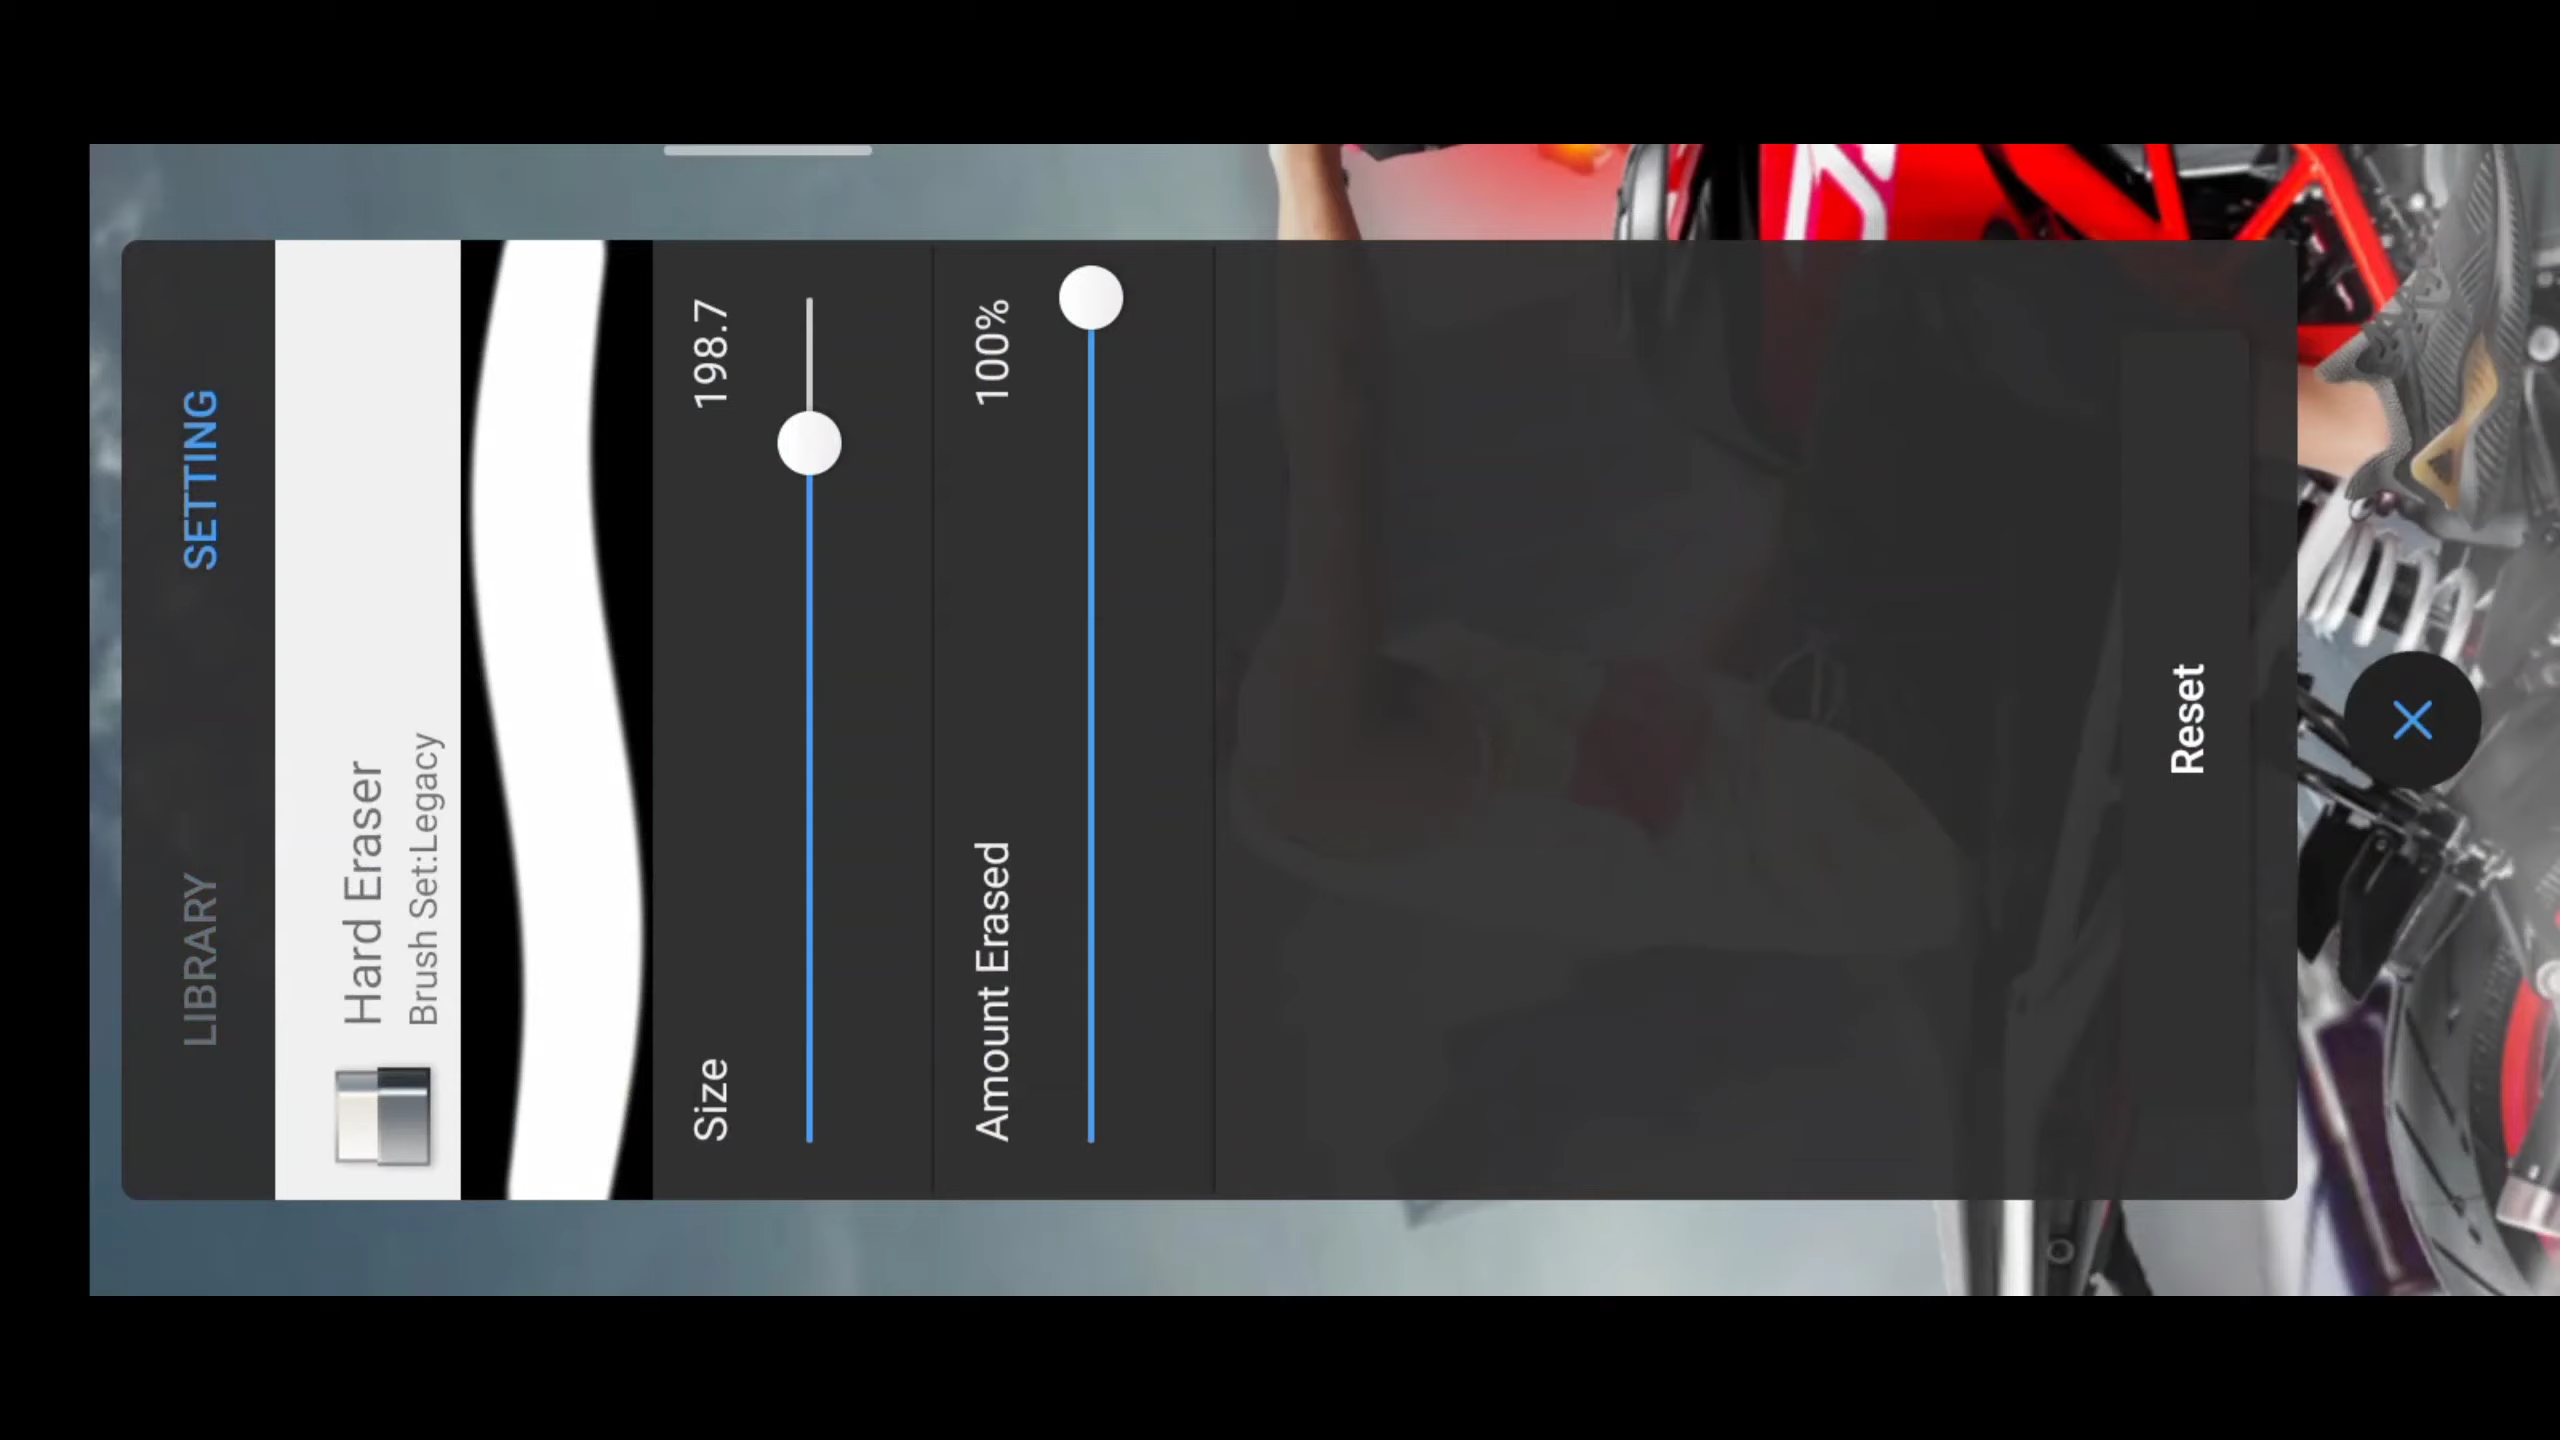 LIBRARY
SETTING
Hard Eraser
Brush Set:Legacy
Size
198.7
Amount Erased
100%
Reset